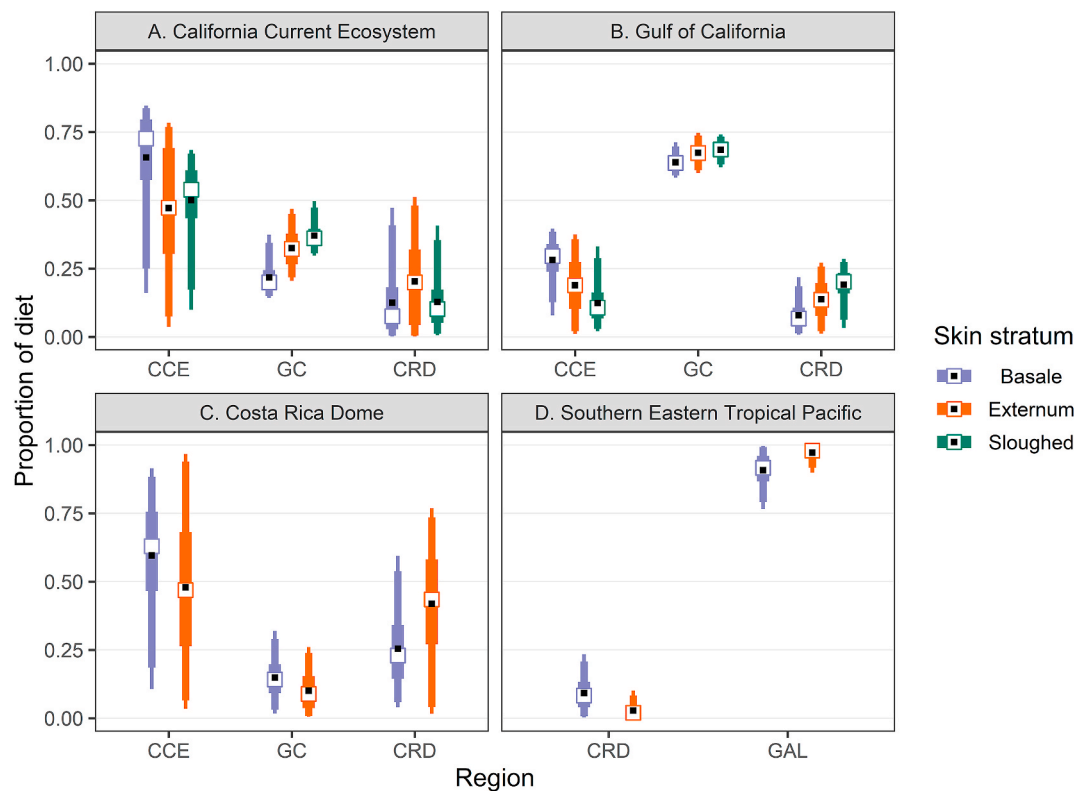 A. California Current Ecosystem
B. Gulf of California
1.00
0.75
0.50
0.25
0.00
CCE GC CRD
CCE GC CRD
C. Costa Rica Dome
D. Southern Eastern Tropical Pacific
1.00
0.75
0.50
0.25
0.00
CCE GC CRD
CRD GAL
Proportion of diet
Region
Skin stratum
Basale
Externum
Sloughed